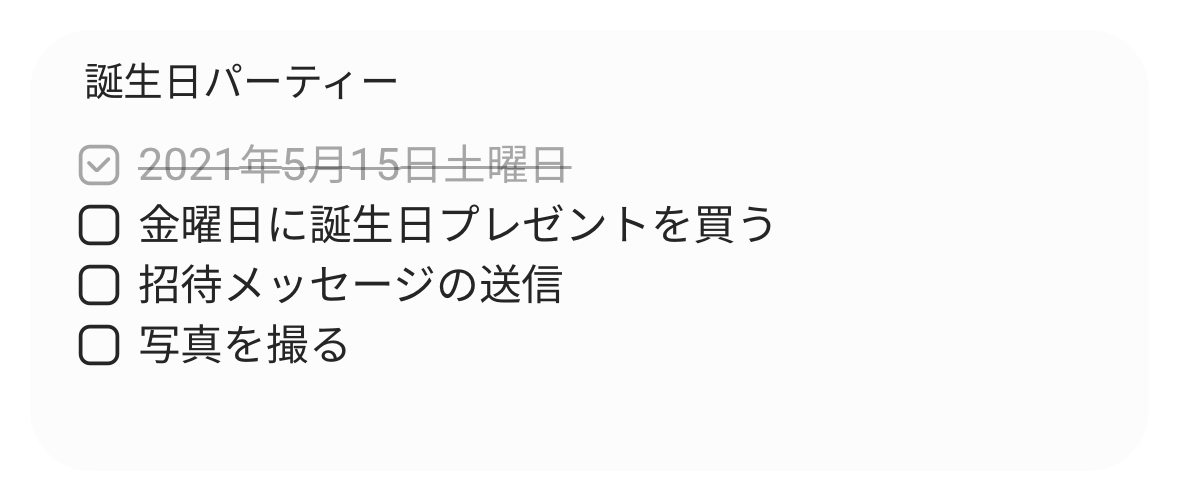 誕生日パーティー
2021年5月15日土曜日
金曜日に誕生日プレゼントを買う
招待メッセージの送信
写真を撮る